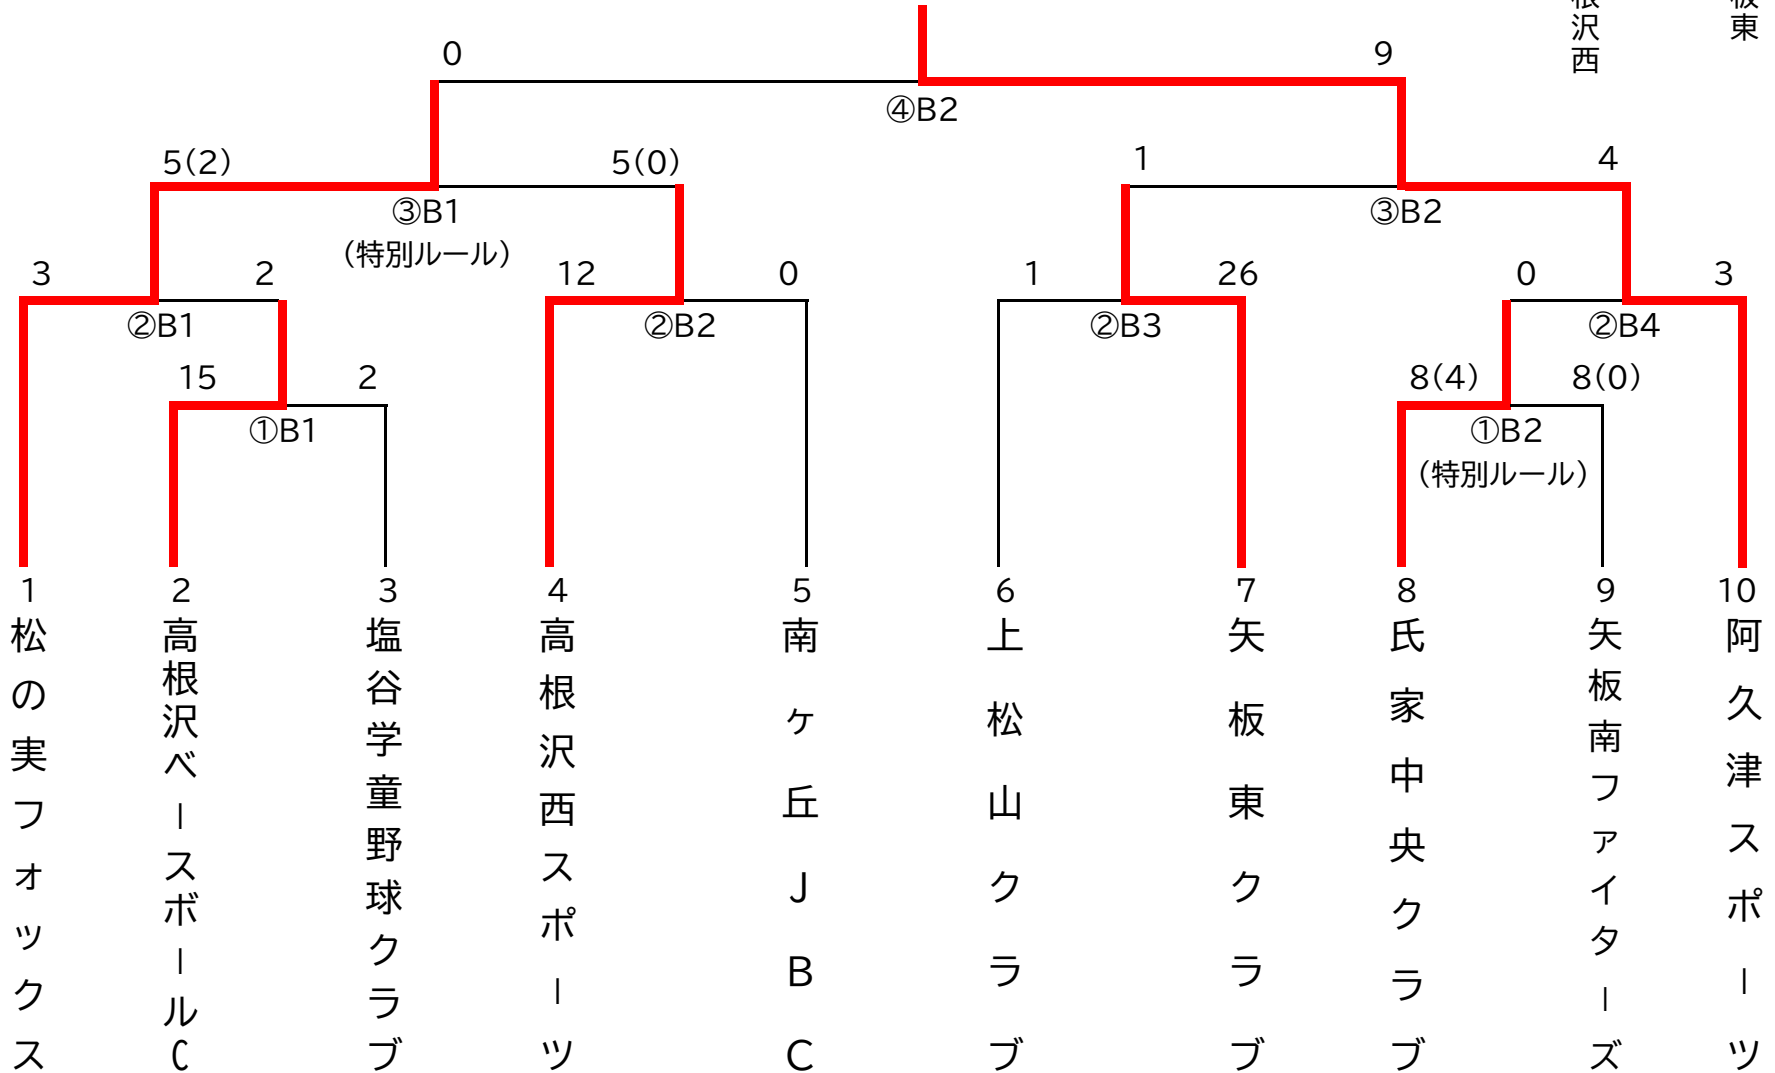 根沢西
板東
0
9
④B2
5(2)
5(0)
1
4
③B1
③B2
（特別ルール）
3
2
12
0
1
26
0
3
②B1
②B2
②B3
②B4
15
2
8(4)
8(0)
①B1
①B2
（特別ルール）
1
2
3
4
5
6
7
8
9
10
松の実フォックス
高根沢ベースボールC
塩谷学童野球クラブ
高根沢西スポーツ
南ヶ丘JBC
上松山クラブ
矢板東クラブ
氏家中央クラブ
矢板南ファイターズ
阿久津スポーツ